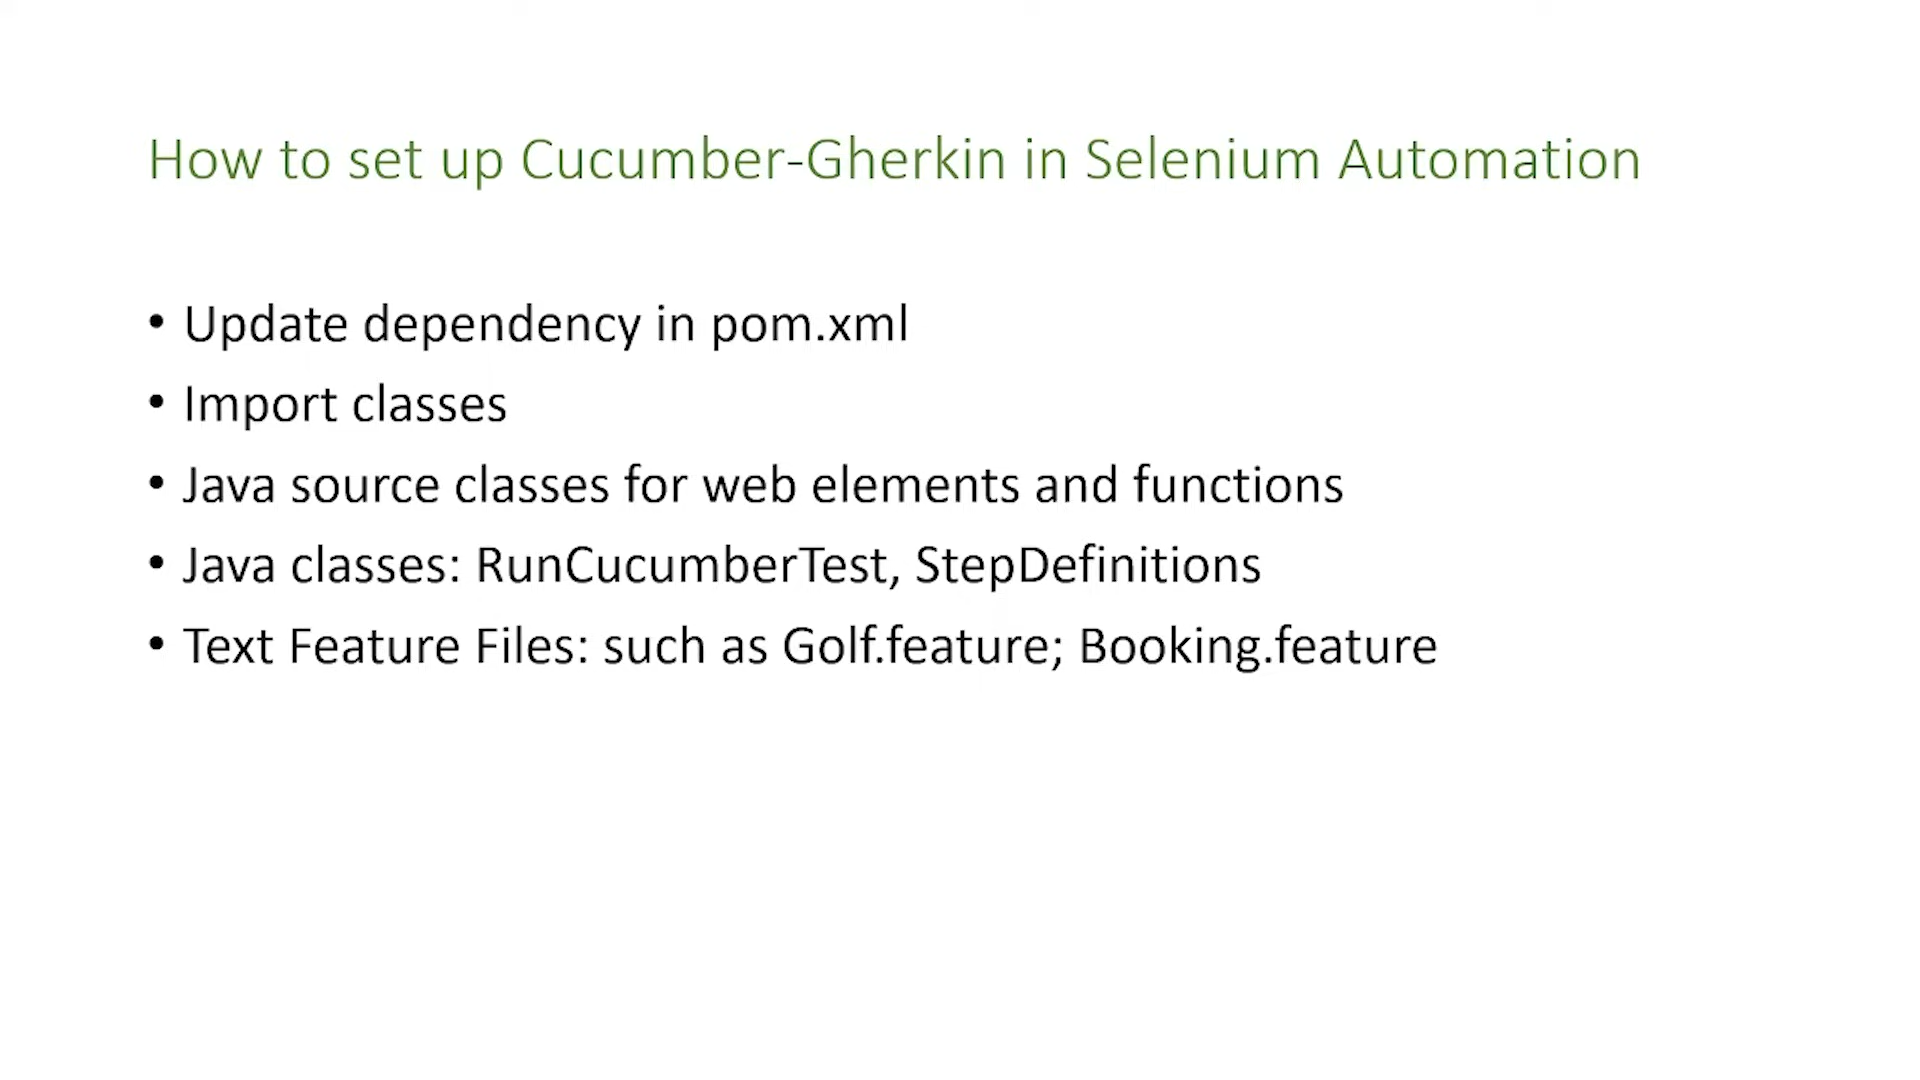 How to set up Cucumber-Gherkin in Selenium Automation
• Update dependency in pom.xml
• Import classes
• Java source classes for web elements and functions
• Java classes: RunCucumberTest, StepDefinitions
• Text Feature Files: such as Golf.feature; Booking.feature